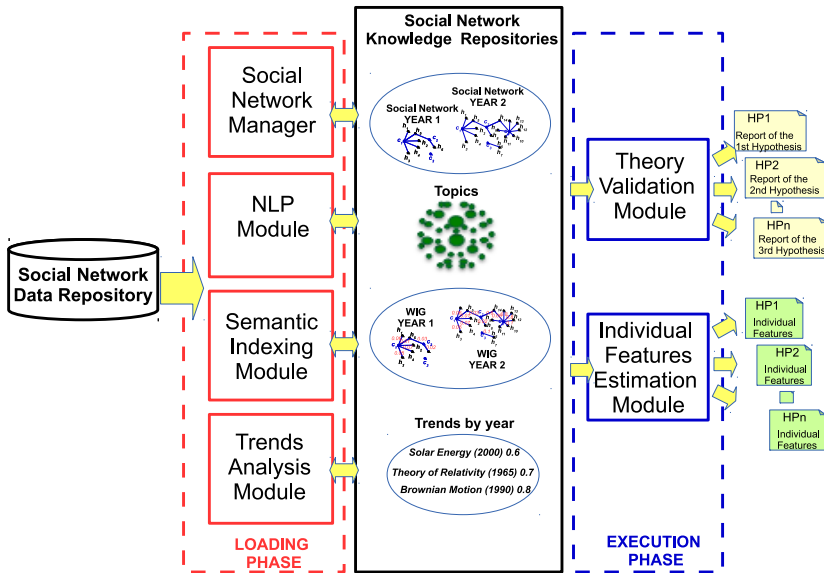 Social Network
Data Repository
Social
Network
Manager
NLP
Module
Semantic
Indexing
Module
Trends
Analysis
Module
LOADING
PHASE
Social Network
Knowledge Repositories
Social Network
YEAR 1
Social Network
YEAR 2
Topics
WIG
YEAR 1
WIG
YEAR 2
Trends by year
Solar Energy (2000) 0.6
Theory of Relativity (1965) 0.7
Brownian Motion (1990) 0.8
Theory
Validation
Module
Individual
Features
Estimation
Module
EXECUTION
PHASE
HP1
Report of the
1st Hypothesis
HP2
Report of the
2nd Hypothesis
HPn
Report of the
3rd Hypothesis
HP1
Individual
Features
HP2
Individual
Features
HPn
Individual
Features